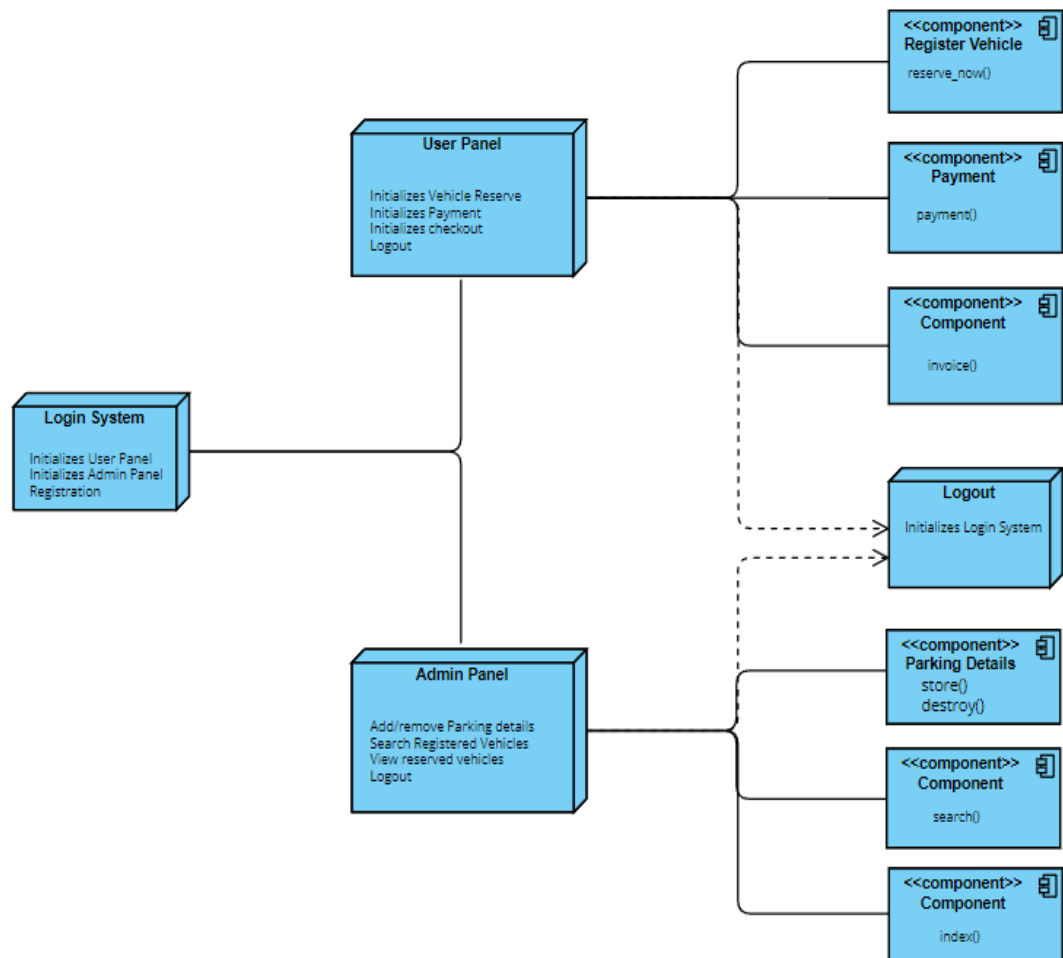 <<component>>
Register Vehicle
reserve_now()
User Panel
Initializes Vehicle Reserve
Initializes Payment
Initializes checkout
Logout
<<component>>
Payment
payment()
<<component>>
Component
invoice()
Login System
Initializes User Panel
Initializes Admin Panel
Registration
Logout
Initializes Login System
Admin Panel
Add/remove Parking details
Search Registered Vehicles
View reserved vehicles
Logout
<<component>>
Parking Details
store()
destroy()
<<component>>
Component
search()
<<component>>
Component
index()